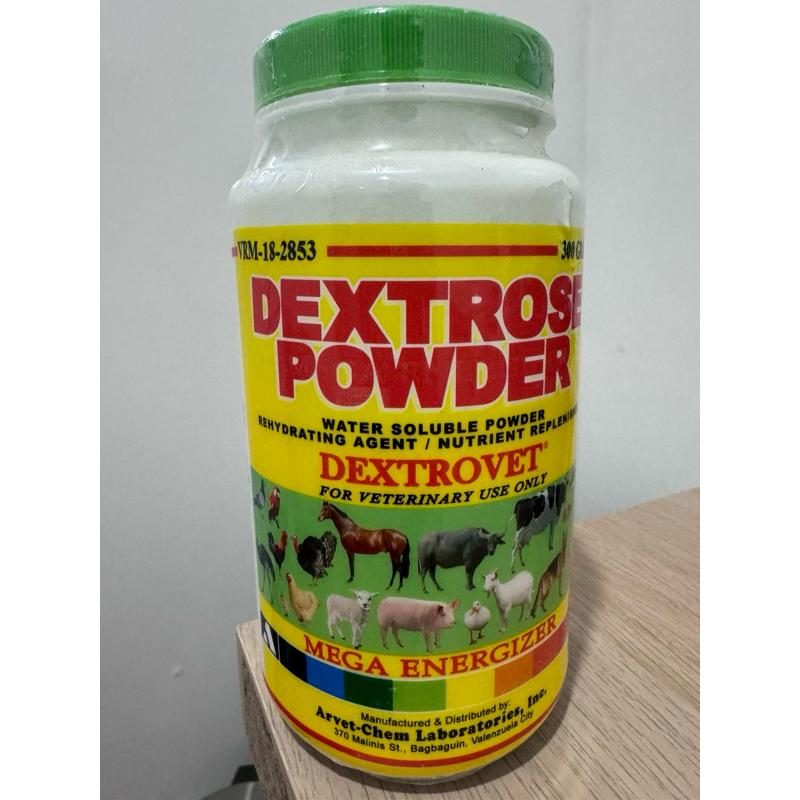 VRM-18-2853
DEXTROSE
POWDER
WATER SOLUBLE POWDER
REHYDRATING AGENT / NUTRIENT
DEXTROVET®
FOR VETERINARY USE ONLY
A
MEGA ENERGIZER
Manufactured & Distributed by:
Arvet-Chem Laboratories, Inc.
370 Malinis St., Bagbaguin, Valenzuela City